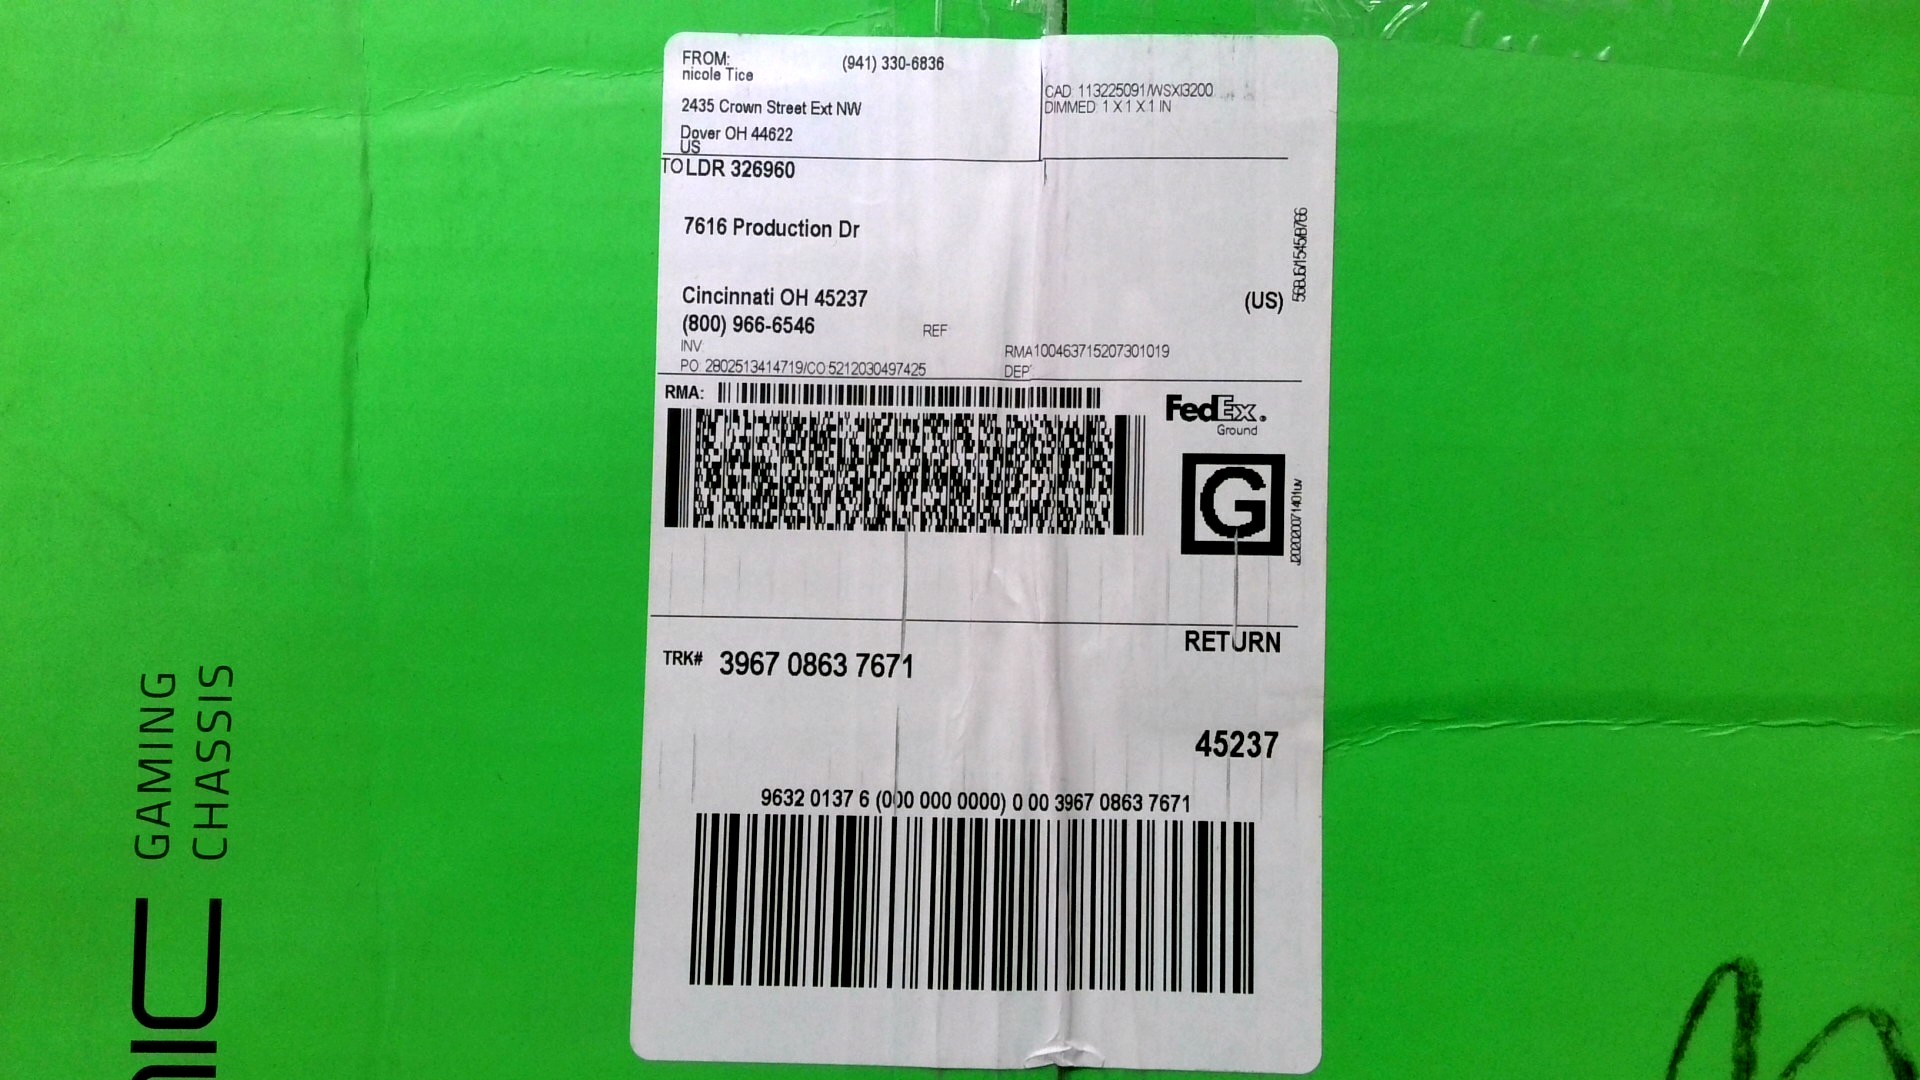 FROM: (941) 330-6836
nicole Tice
2435 Crown Street Ext NW
Dover OH 44622
US
CAD: 113225091/WSXI3200
DIMMED: 1 X 1 X 1 IN
TO LDR 326960
7616 Production Dr
Cincinnati OH 45237
(US)
(800) 966-6546
REF
INV:
RMA100463715207301019
PO: 2802513414719/CO:5212030497425
DEP
RMA:
FedEx.
Ground
G
RETURN
TRK# 3967 0863 7671
45237
9632 0137 6 (000 000 0000) 0 00 3967 0863 7671
GAMING
CHASSIS